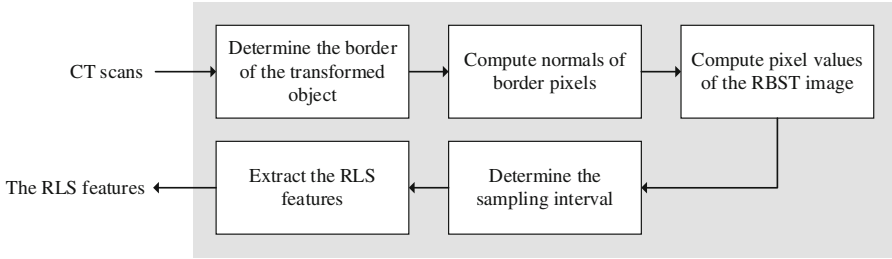 CT scans
Determine the border
of the transformed
object
Compute normals of
border pixels
Compute pixel values
of the RBST image
Determine the
sampling interval
Extract the RLS
features
The RLS features